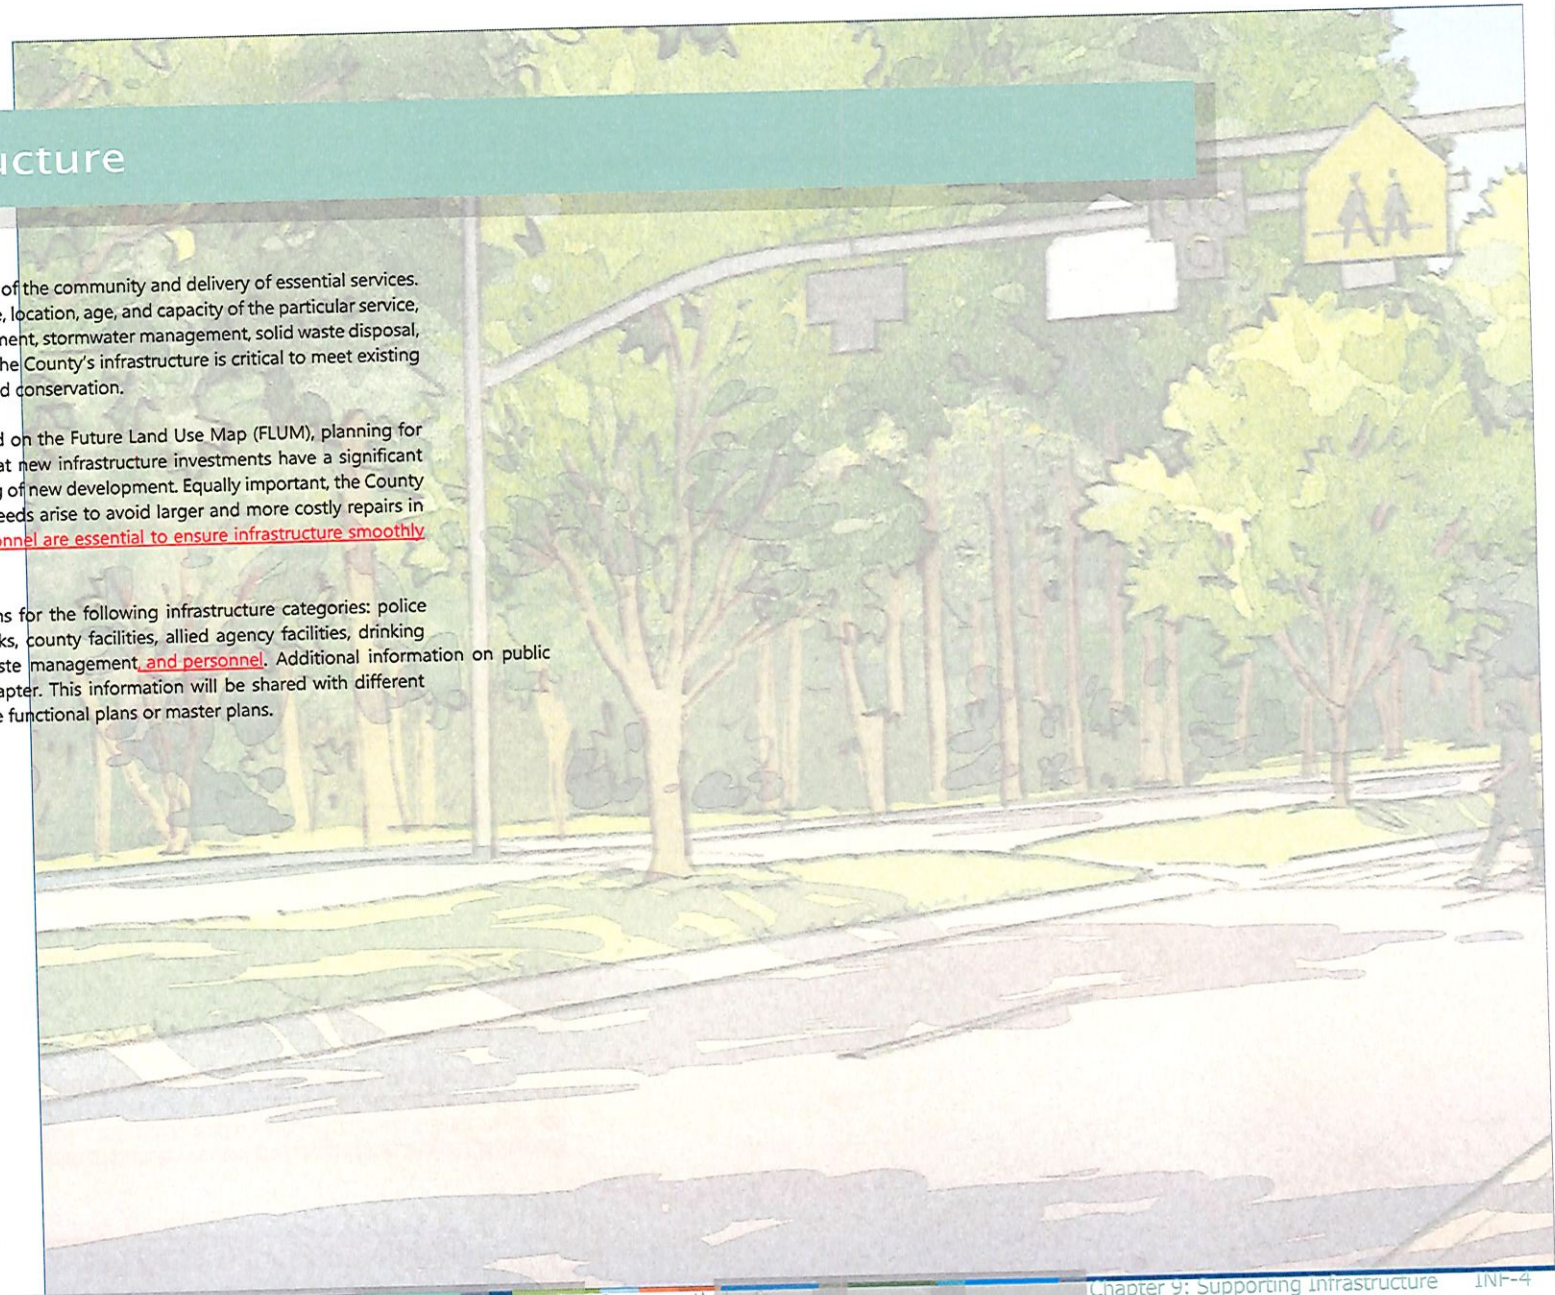 ucture
of the community and delivery of essential services.
, location, age, and capacity of the particular service,
ment, stormwater management, solid waste disposal,
he County's infrastructure is critical to meet existing
d conservation.
d on the Future Land Use Map (FLUM), planning for
at new infrastructure investments have a significant
g of new development. Equally important, the County
eeds arise to avoid larger and more costly repairs in
onnel are essential to ensure infrastructure smoothly
ns for the following infrastructure categories: police
ks, county facilities, allied agency facilities, drinking
ste management, and personnel. Additional information on public
apter. This information will be shared with different
e functional plans or master plans.
Chapter 9: Supporting Infrastructure INF-4